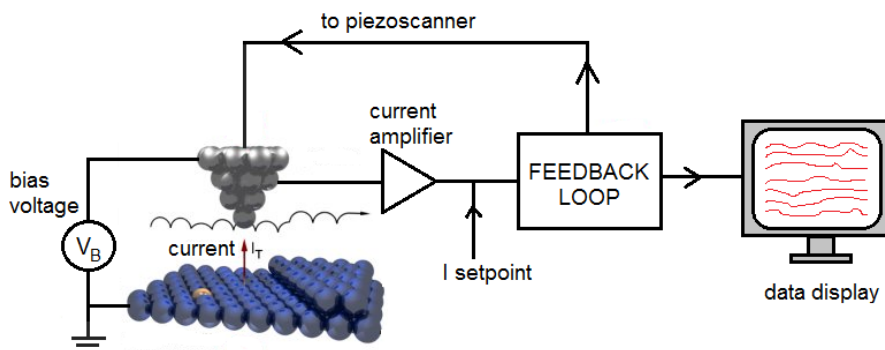 to piezoscanner
current
amplifier
bias
voltage
FEEDBACK
LOOP
V_B
current
I_T
I setpoint
data display